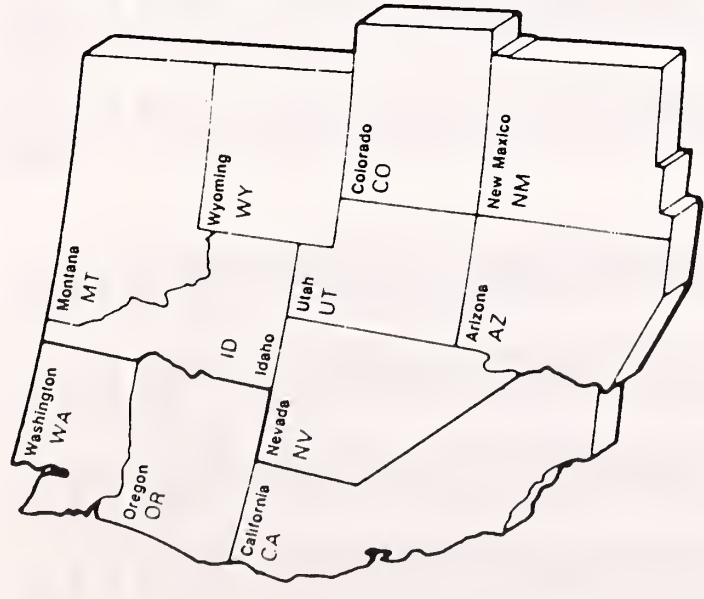 Washington
WA
Montana
MT
Oregon
OR
ID
Idaho
Wyoming
WY
California
CA
Nevada
NV
Utah
UT
Colorado
CO
Arizona
AZ
New Maxico
NM